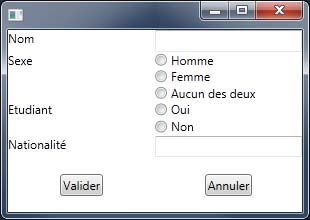 Nom
Sexe Homme
Femme
Aucun des deux
Etudiant Oui
Non
Nationalité
Valider Annuler